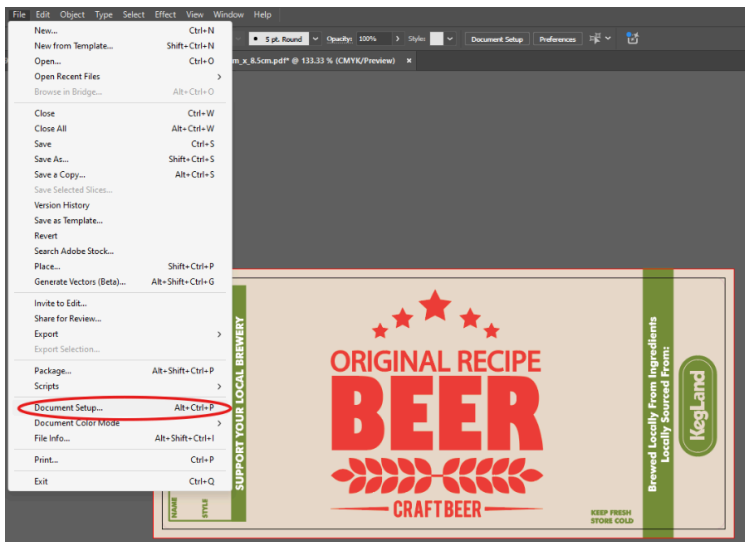 File Edit Object Type Select Effect View Window Help
5 pt. Round Opacity: 100% Style: Document Setup Preferences
m_x_8.5cm.pdf* @ 133.33 % (CMYK/Preview) ×
New... Ctrl+N
New from Template... Shift+Ctrl+N
Open... Ctrl+O
Open Recent Files
Browse in Bridge... Alt+Ctrl+O
Close Ctrl+W
Close All Alt+Ctrl+W
Save Ctrl+S
Save As... Shift+Ctrl+S
Save a Copy... Alt+Ctrl+S
Save Selected Slices...
Version History
Save as Template...
Revert
Search Adobe Stock...
Place... Shift+Ctrl+P
Generate Vectors (Beta)... Alt+Shift+Ctrl+G
Invite to Edit...
Share for Review...
Export
Export Selection...
Package... Alt+Shift+Ctrl+P
Scripts
Document Setup... Alt+Ctrl+P
Document Color Mode
File Info... Alt+Shift+Ctrl+I
Print... Ctrl+P
Exit Ctrl+Q
NAME
STYLE
SUPPORT YOUR LOCAL BREWERY
ORIGINAL RECIPE
BEER
CRAFT BEER
KEEP FRESH
STORE COLD
Brewed Locally From Ingredients
Locally Sourced From:
KegLand